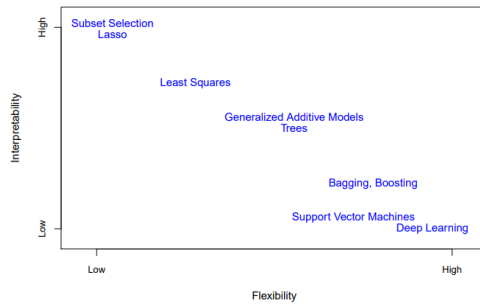 High
Subset Selection
Lasso
Least Squares
Generalized Additive Models
Trees
Interpretability
Bagging, Boosting
Support Vector Machines
Low
Deep Learning
Low
High
Flexibility